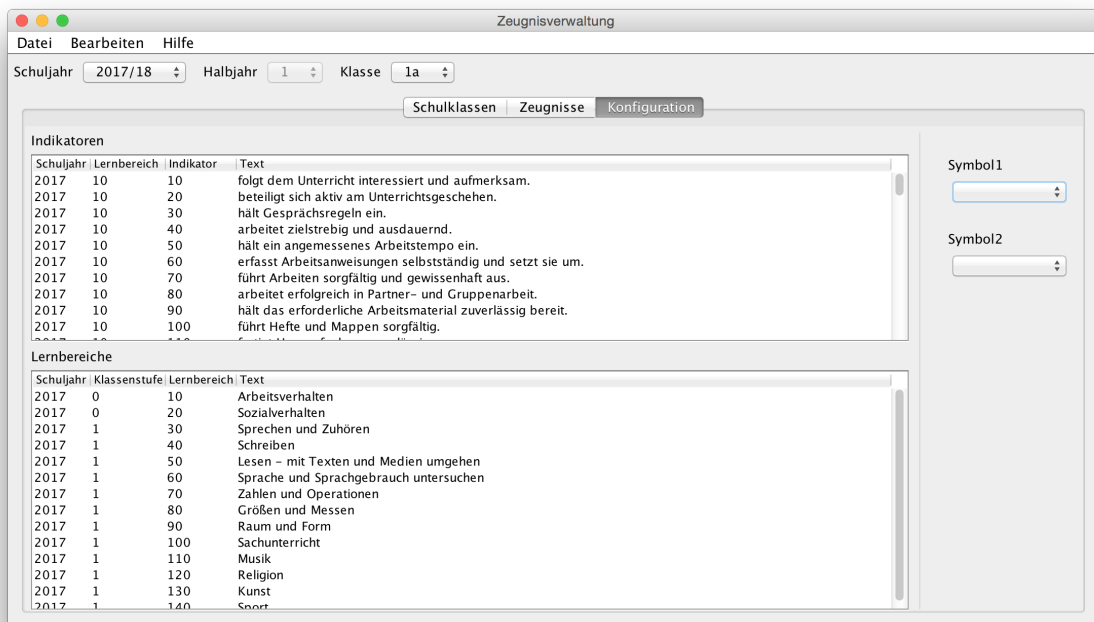 Zeugnisverwaltung
Datei Bearbeiten Hilfe
Schuljahr 2017/18 Halbjahr 1 Klasse 1a
Schulklassen Zeugnisse Konfiguration
Indikatoren
Schuljahr Lernbereich Indikator Text
2017 10 10 folgt dem Unterricht interessiert und aufmerksam.
2017 10 20 beteiligt sich aktiv am Unterrichtsgeschehen.
2017 10 30 hält Gesprächsregeln ein.
2017 10 40 arbeitet zielstrebig und ausdauernd.
2017 10 50 hält ein angemessenes Arbeitstempo ein.
2017 10 60 erfasst Arbeitsanweisungen selbstständig und setzt sie um.
2017 10 70 führt Arbeiten sorgfältig und gewissenhaft aus.
2017 10 80 arbeitet erfolgreich in Partner- und Gruppenarbeit.
2017 10 90 hält das erforderliche Arbeitsmaterial zuverlässig bereit.
2017 10 100 führt Hefte und Mappen sorgfältig.
Lernbereiche
Schuljahr Klassenstufe Lernbereich Text
2017 0 10 Arbeitsverhalten
2017 0 20 Sozialverhalten
2017 1 30 Sprechen und Zuhören
2017 1 40 Schreiben
2017 1 50 Lesen - mit Texten und Medien umgehen
2017 1 60 Sprache und Sprachgebrauch untersuchen
2017 1 70 Zahlen und Operationen
2017 1 80 Größen und Messen
2017 1 90 Raum und Form
2017 1 100 Sachunterricht
2017 1 110 Musik
2017 1 120 Religion
2017 1 130 Kunst
2017 1 140 Sport
Symbol1
Symbol2